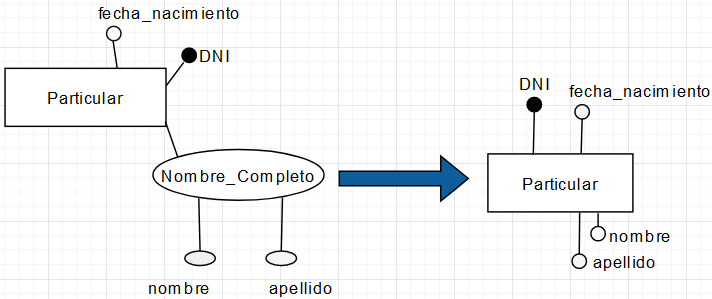 fecha_nacimiento
DNI
Particular
Nombre_Completo
nombre
apellido
DNI
fecha_nacimiento
Particular
nombre
apellido